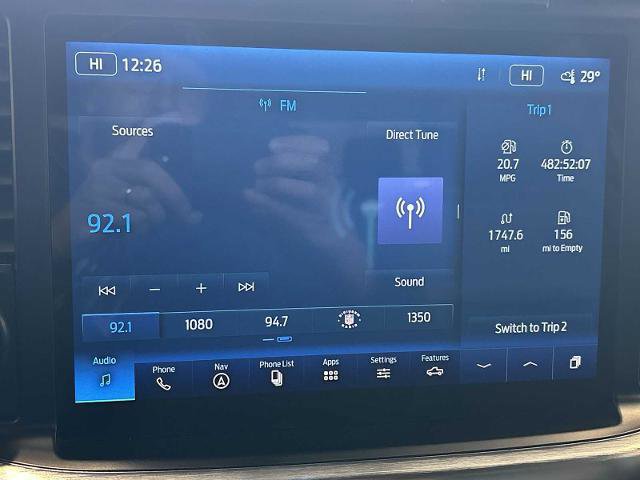 HI 12:26 HI 29°
FM
Trip 1
Sources
Direct Tune
20.7 482:52:07
MPG Time
92.1
1747.6 156
mi mi to Empty
Sound
92.1 1080 94.7 1350
Switch to Trip 2
Audio Phone Nav Phone List Apps Settings Features